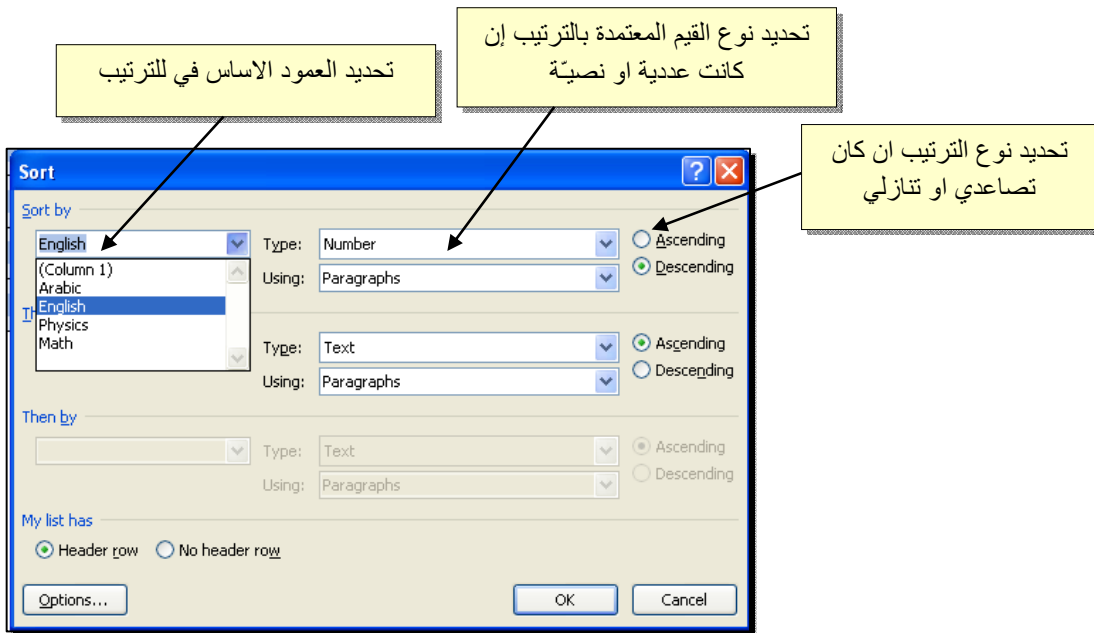 تحديد نوع القيم المعتمدة بالترتيب إن
كانت عددية او نصيّة
تحديد العمود الاساس في للترتيب
تحديد نوع الترتيب ان كان
تصاعدي او تنازلي
Sort
Sort by
English
Type:
Number
Ascending
(Column 1)
Using:
Paragraphs
Descending
Arabic
English
Th
Physics
Math
Type:
Text
Ascending
Using:
Paragraphs
Descending
Then by
Type:
Text
Ascending
Using:
Paragraphs
Descending
My list has
Header row
No header row
Options...
OK
Cancel